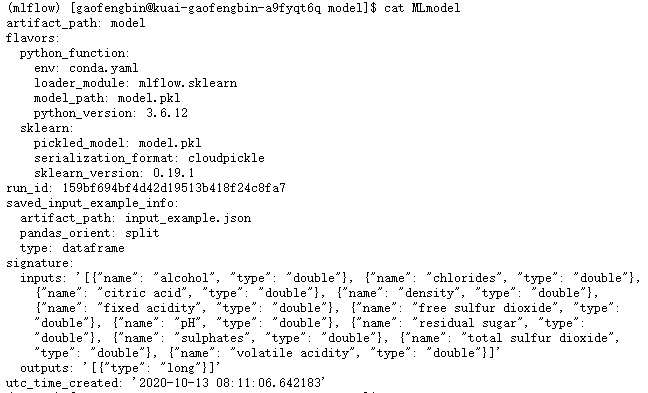 (mlflow) [gaofengbin@kuai-gaofengbin-a9fyqt6q model]$ cat MLmodel
artifact_path: model
flavors:
  python_function:
    env: conda.yaml
    loader_module: mlflow.sklearn
    model_path: model.pkl
    python_version: 3.6.12
  sklearn:
    pickled_model: model.pkl
    serialization_format: cloudpickle
    sklearn_version: 0.19.1
run_id: 159bf694bf4d42d19513b418f24c8fa7
saved_input_example_info:
  artifact_path: input_example.json
  pandas_orient: split
  type: dataframe
signature:
  inputs: '[{"name": "alcohol", "type": "double"}, {"name": "chlorides", "type": "double"},
    {"name": "citric acid", "type": "double"}, {"name": "density", "type": "double"},
    {"name": "fixed acidity", "type": "double"}, {"name": "free sulfur dioxide", "type":
    "double"}, {"name": "pH", "type": "double"}, {"name": "residual sugar", "type":
    "double"}, {"name": "sulphates", "type": "double"}, {"name": "total sulfur dioxide",
    "type": "double"}, {"name": "volatile acidity", "type": "double"}]'
  outputs: '[{"type": "long"}]'
utc_time_created: '2020-10-13 08:11:06.642183'